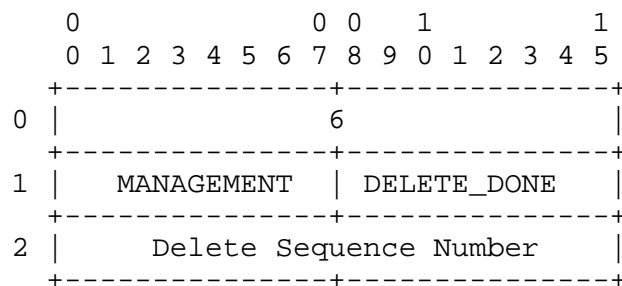 0                   0 0   1         1
0 1 2 3 4 5 6 7 8 9 0 1 2 3 4 5
+---------------+---------------+
0 |               6               |
+---------------+---------------+
1 |   MANAGEMENT  | DELETE_DONE   |
+---------------+---------------+
2 |     Delete Sequence Number    |
+---------------+---------------+